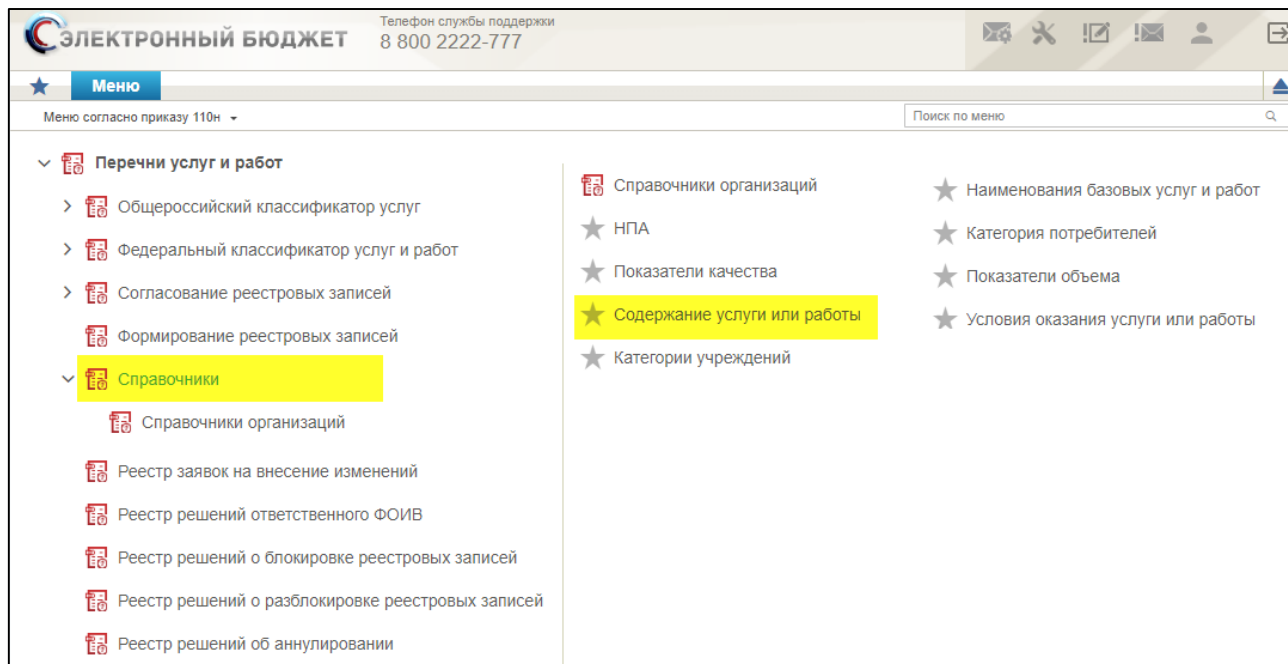 ЭЛЕКТРОННЫЙ БЮДЖЕТ
Телефон службы поддержки
8 800 2222-777
Меню
Меню согласно приказу 110н
Поиск по меню
Перечни услуг и работ
Общероссийский классификатор услуг
Федеральный классификатор услуг и работ
Согласование реестровых записей
Формирование реестровых записей
Справочники
Справочники организаций
Реестр заявок на внесение изменений
Реестр решений ответственного ФОИВ
Реестр решений о блокировке реестровых записей
Реестр решений о разблокировке реестровых записей
Реестр решений об аннулировании
Справочники организаций
НПА
Показатели качества
Содержание услуги или работы
Категории учреждений
Наименования базовых услуг и работ
Категория потребителей
Показатели объема
Условия оказания услуги или работы